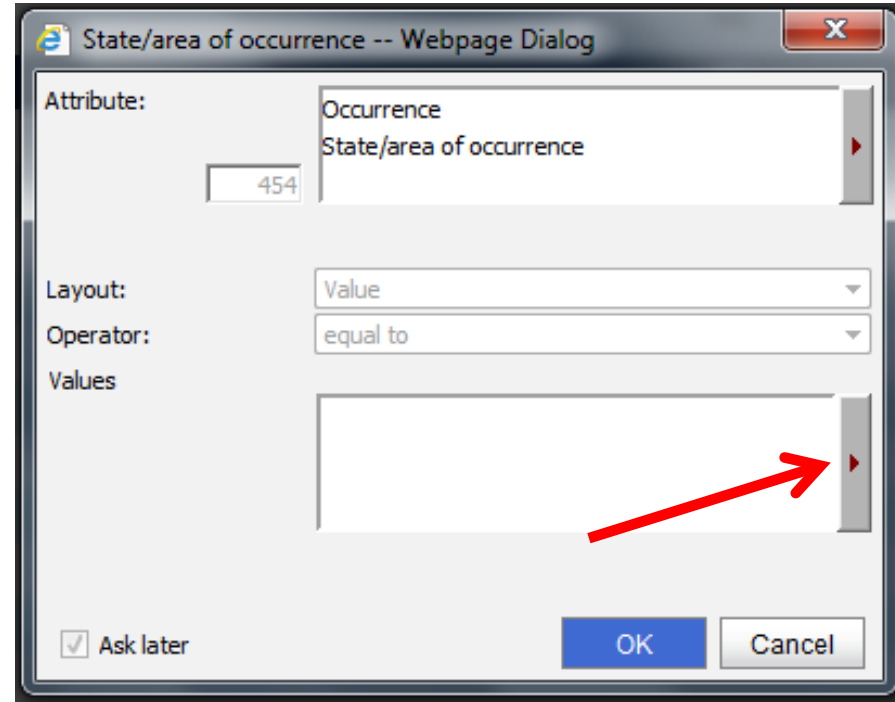 State/area of occurrence -- Webpage Dialog
Attribute:
Occurrence
State/area of occurrence
454
Layout:
Value
Operator:
equal to
Values
Ask later
OK
Cancel